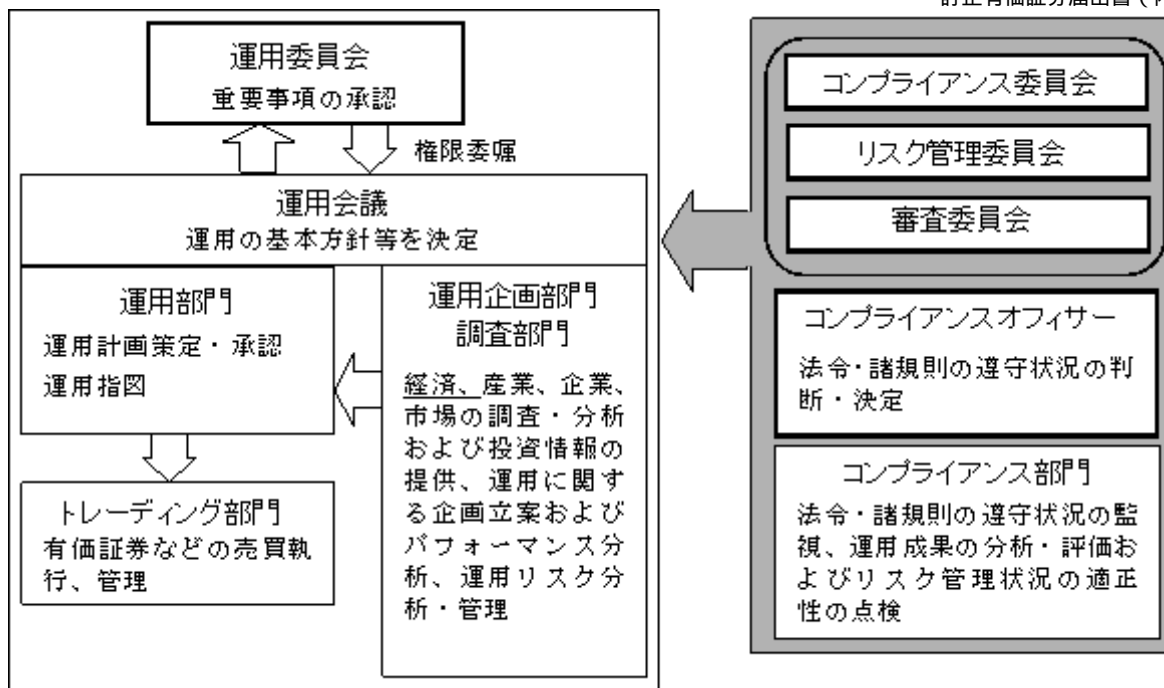 訂正有価証券届出書
運用委員会
重要事項の承認
権限委嘱
運用会議
運用の基本方針等を決定
運用部門
運用計画策定・承認
運用指図
運用企画部門
調査部門
経済、産業、企業、
市場の調査・分析
および投資情報の
提供、運用に関す
る企画立案および
パフォーマンス分
析、運用リスク分
析・管理
トレーディング部門
有価証券などの売買執
行、管理
コンプライアンス委員会
リスク管理委員会
審査委員会
コンプライアンスオフィサー
法令・諸規則の遵守状況の判
断・決定
コンプライアンス部門
法令・諸規則の遵守状況の監
視、運用成果の分析・評価お
よびリスク管理状況の適正
性の点検